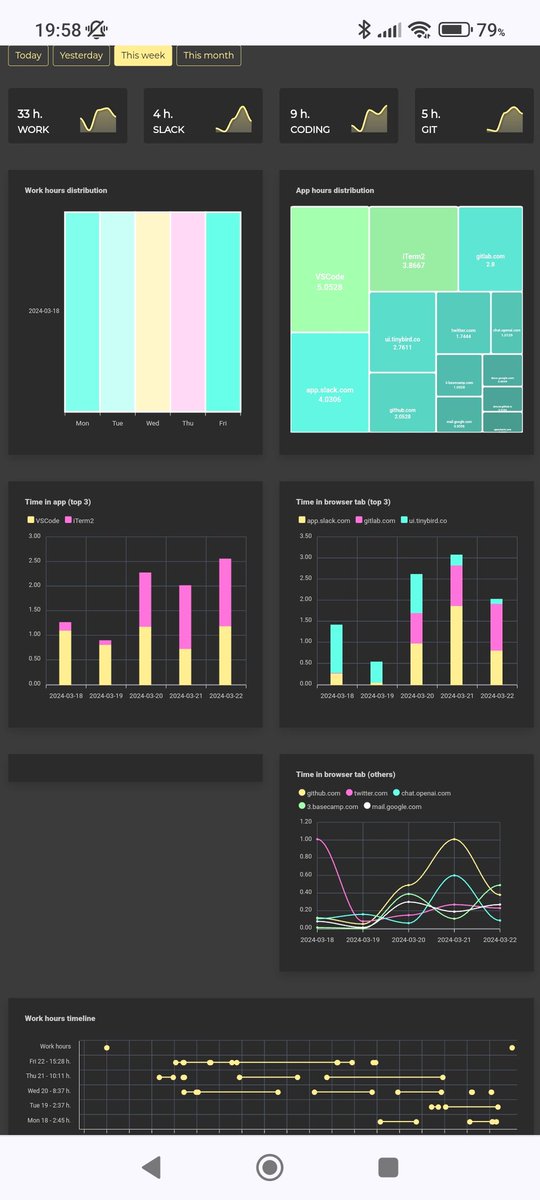 19:58
79%
Today Yesterday This week This month
33 h. 4 h. 9 h. 5 h.
WORK SLACK CODING GIT
Work hours distribution
2024-03-18
Mon Tue Wed Thu Fri
App hours distribution
VSCode
5.0528
iTerm2
3.8667
gitlab.com
2.8
app.slack.com
4.0306
ui.tinybird.co
2.7611
github.com
2.0528
twitter.com
1.7444
chat.openai.com
3.basecamp.com
mail.google.com
Time in app (top 3)
VSCode iTerm2
3.00
2.50
2.00
1.50
1.00
0.50
0.00
2024-03-18 2024-03-19 2024-03-20 2024-03-21 2024-03-22
Time in browser tab (top 3)
app.slack.com gitlab.com ui.tinybird.co
3.50
3.00
2.50
2.00
1.50
1.00
0.50
0.00
2024-03-18 2024-03-19 2024-03-20 2024-03-21 2024-03-22
Time in browser tab (others)
github.com twitter.com chat.openai.com
3.basecamp.com mail.google.com
1.20
1.00
0.80
0.60
0.40
0.20
0.00
2024-03-18 2024-03-19 2024-03-20 2024-03-21 2024-03-22
Work hours timeline
Work hours
Fri 22 - 15:28 h.
Thu 21 - 10:11 h.
Wed 20 - 8:37 h.
Tue 19 - 2:37 h.
Mon 18 - 2:45 h.